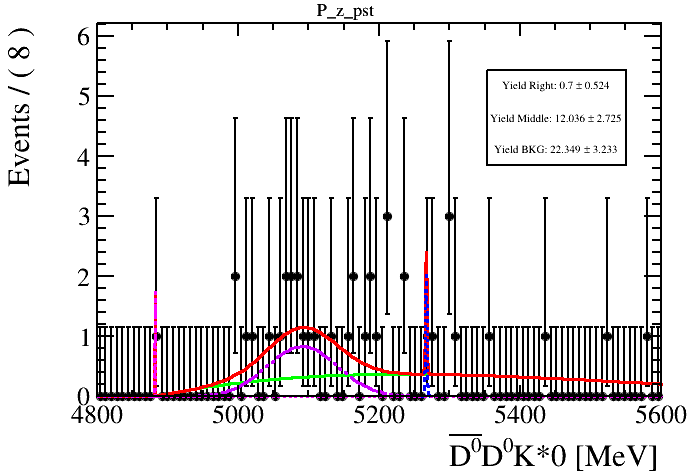 P_z_pst
Events / ( 8 )
6
5
4
3
2
1
0
Yield Right: 0.7 ± 0.524
Yield Middle: 12.036 ± 2.725
Yield BKG: 22.349 ± 3.233
4800 5000 5200 5400 5600
D⁰D⁰K*0 [MeV]